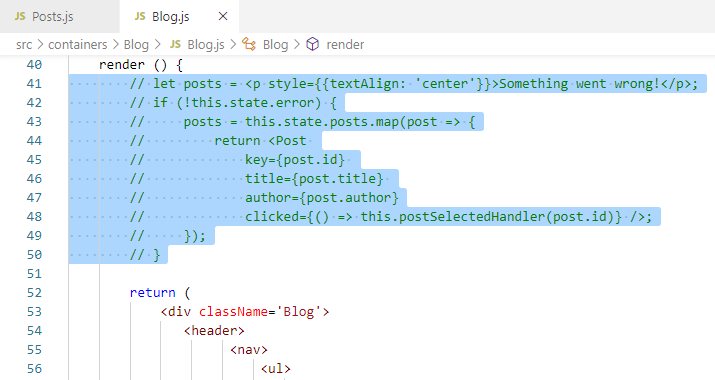 JS Posts.js JS Blog.js ×
src > containers > Blog > JS Blog.js > Blog > render
40 render () {
41 // let posts = <p style={{textAlign: 'center'}}>Something went wrong!</p>;
42 // if (!this.state.error) {
43 // posts = this.state.posts.map(post => {
44 // return <Post
45 // key={post.id}
46 // title={post.title}
47 // author={post.author}
48 // clicked={() => this.postSelectedHandler(post.id)} />;
49 // });
50 // }
51
52 return (
53 <div className='Blog'>
54 <header>
55 <nav>
56 <ul>